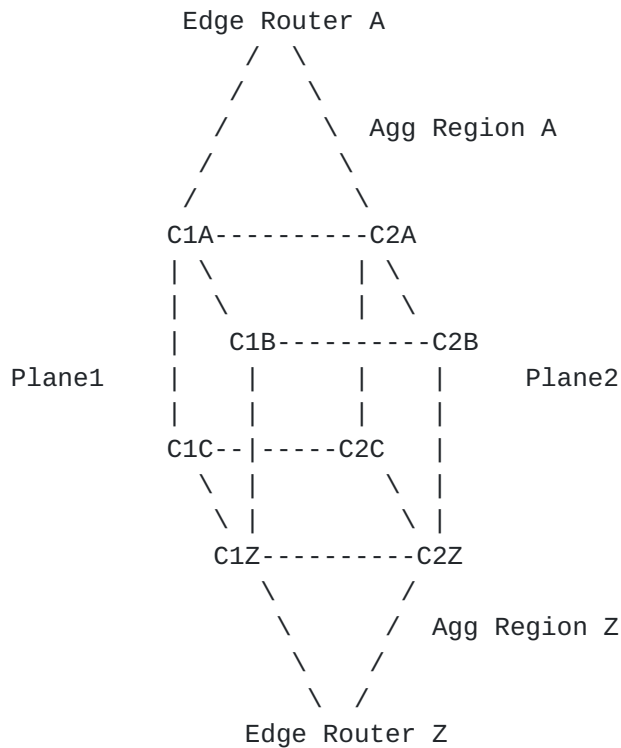 Edge Router A
Agg Region A
C1A----------C2A
C1B----------C2B
Plane1 Plane2
C1C--|-----C2C
C1Z----------C2Z
Agg Region Z
Edge Router Z